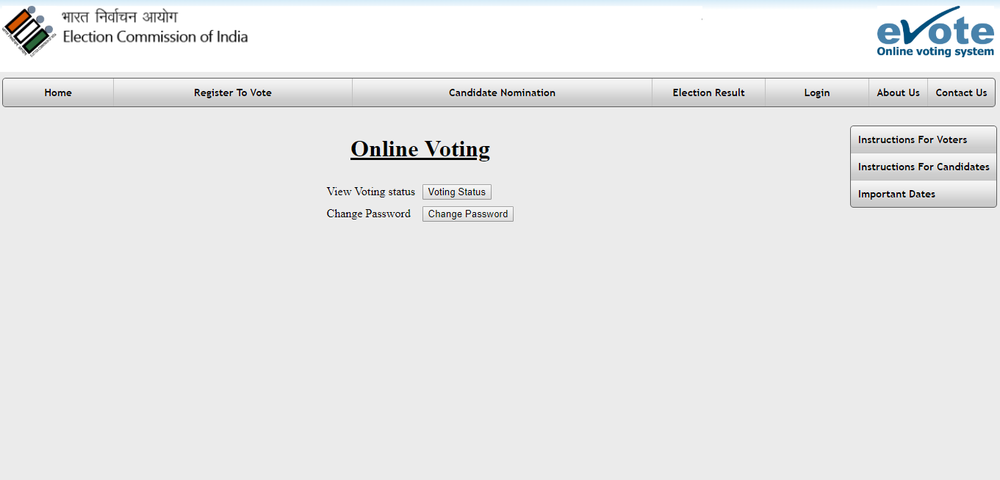 भारत निर्वाचन आयोग
Election Commission of India
eVote
Online voting system
Home Register To Vote Candidate Nomination Election Result Login About Us Contact Us
Online Voting
View Voting status Voting Status
Change Password Change Password
Instructions For Voters
Instructions For Candidates
Important Dates